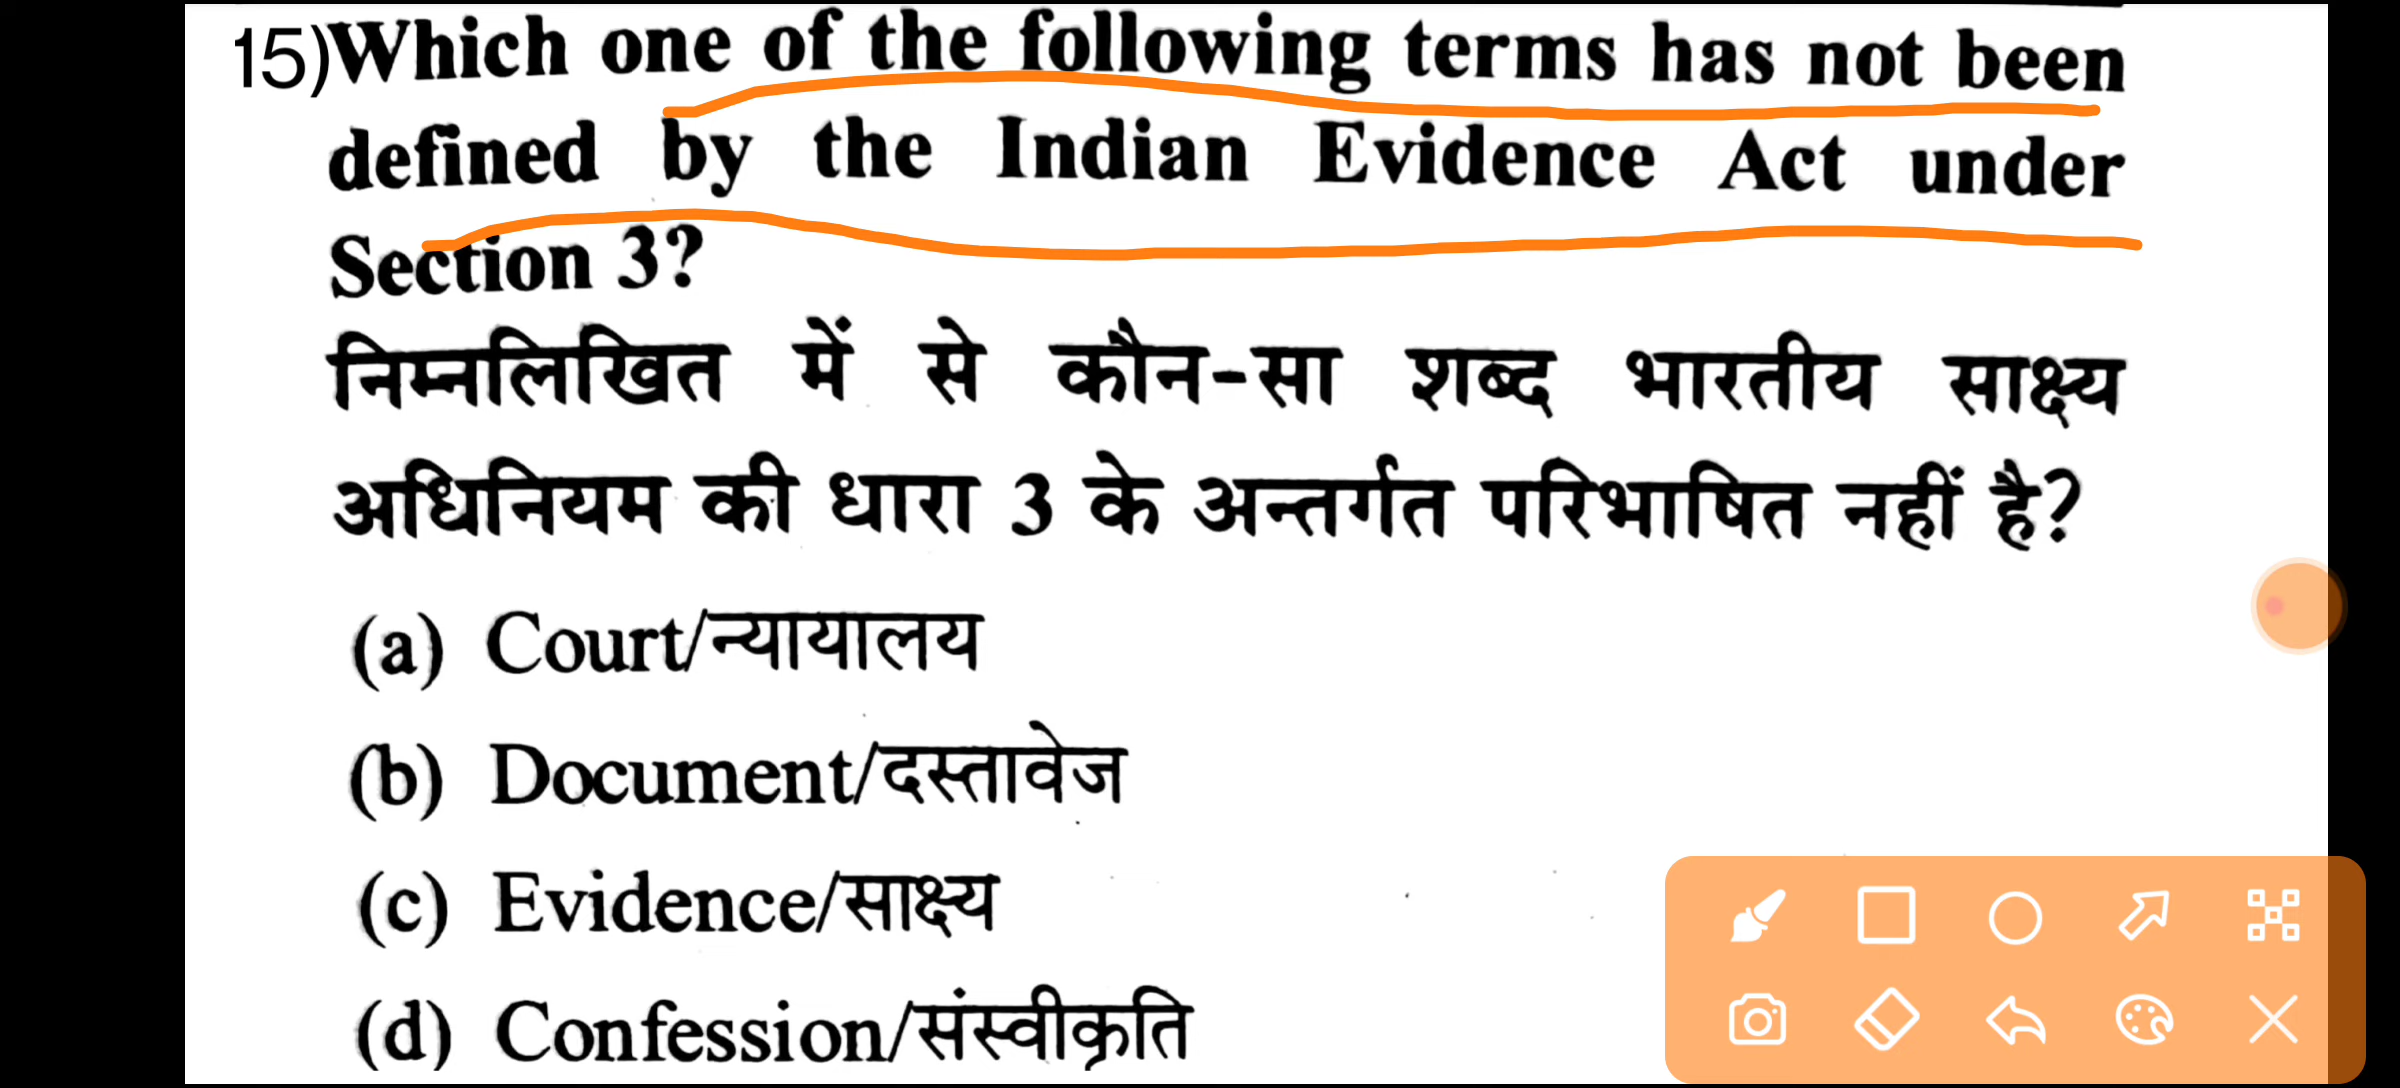 15)Which one of the following terms has not been
defined by the Indian Evidence Act under
Section 3?
निम्नलिखित में से कौन-सा शब्द भारतीय साक्ष्य
अधिनियम की धारा 3 के अन्तर्गत परिभाषित नहीं है?
(a) Court/न्यायालय
(b) Document/दस्तावेज
(c) Evidence/साक्ष्य
(d) Confession/संस्वीकृति